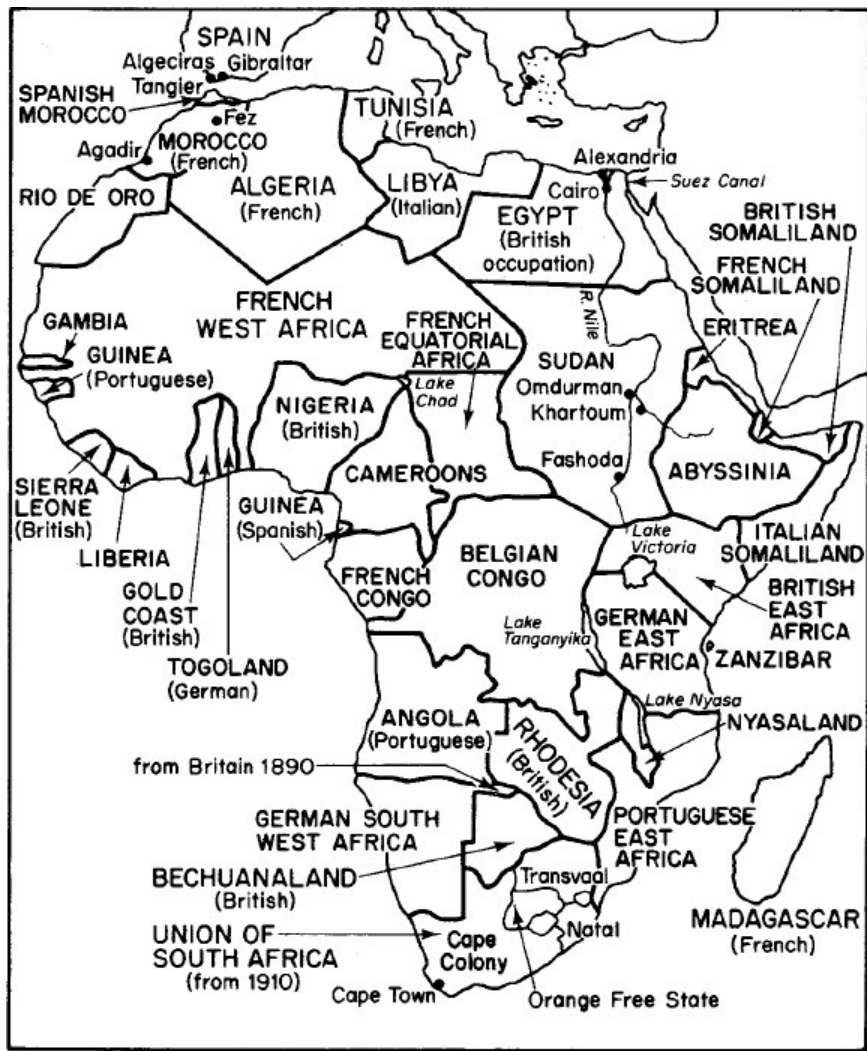 SPAIN
Algeciras
Gibraltar
Tangier
SPANISH
MOROCCO
Fez
TUNISIA
(French)
Agadir
MOROCCO
(French)
RIO DE ORO
ALGERIA
(French)
LIBYA
(Italian)
Alexandria
Cairo
Suez Canal
EGYPT
(British
occupation)
BRITISH
SOMALILAND
FRENCH
SOMALILAND
ERITREA
R. Nile
FRENCH
WEST AFRICA
FRENCH
EQUATORIAL
AFRICA
GAMBIA
GUINEA
(Portuguese)
Lake
Chad
SUDAN
Omdurman
Khartoum
NIGERIA
(British)
Fashoda
ABYSSINIA
CAMEROONS
SIERRA
LEONE
(British)
GUINEA
(Spanish)
LIBERIA
Lake
Victoria
ITALIAN
SOMALILAND
BELGIAN
CONGO
FRENCH
CONGO
GOLD
COAST
(British)
BRITISH
EAST
AFRICA
GERMAN
EAST
AFRICA
Lake
Tanganyika
ZANZIBAR
TOGOLAND
(German)
Lake Nyasa
NYASALAND
ANGOLA
(Portuguese)
RHODESIA
(British)
from Britain 1890
GERMAN SOUTH
WEST AFRICA
PORTUGUESE
EAST
AFRICA
BECHUANALAND
(British)
Transvaal
MADAGASCAR
(French)
UNION OF
SOUTH AFRICA
(from 1910)
Cape
Colony
Natal
Cape Town
Orange Free State